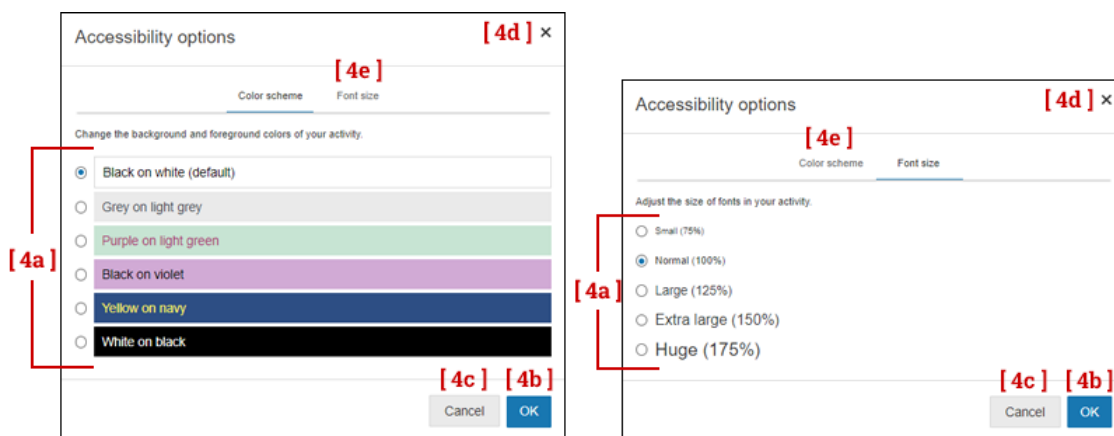 Accessibility options [ 4d ] ×
[ 4e ]
Color scheme Font size
Change the background and foreground colors of your activity.
Black on white (default)
Grey on light grey
Purple on light green
[ 4a ]
Black on violet
Yellow on navy
White on black
[ 4c ] [ 4b ]
Cancel OK
Accessibility options [ 4d ] ×
[ 4e ]
Color scheme Font size
Adjust the size of fonts in your activity.
Small (75%)
Normal (100%)
[ 4a ] Large (125%)
Extra large (150%)
Huge (175%)
[ 4c ] [ 4b ]
Cancel OK